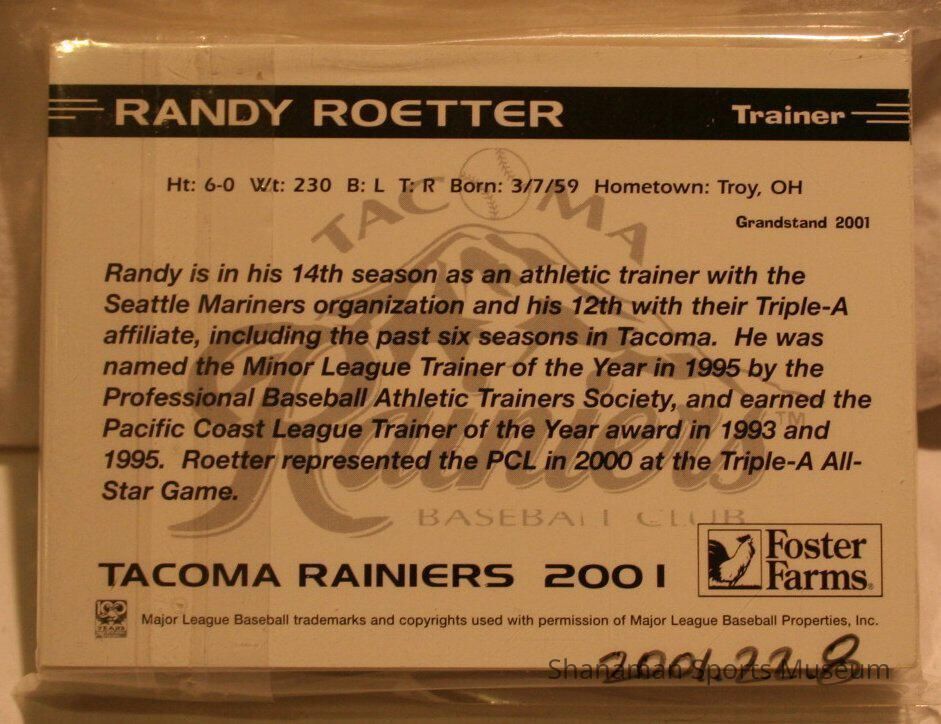 RANDY ROETTER Trainer
Ht: 6-0 Wt: 230 B: L T: R Born: 3/7/59 Hometown: Troy, OH
Grandstand 2001
TACOMA
Randy is in his 14th season as an athletic trainer with the
Seattle Mariners organization and his 12th with their Triple-A
affiliate, including the past six seasons in Tacoma. He was
named the Minor League Trainer of the Year in 1995 by the
Professional Baseball Athletic Trainers Society, and earned the
Pacific Coast League Trainer of the Year award in 1993 and
1995. Roetter represented the PCL in 2000 at the Triple-A All-
Star Game.
Rainiers™
BASEBALL CLUB
TACOMA RAINIERS 2001
Foster
Farms®
100
YEARS
Major League Baseball trademarks and copyrights used with permission of Major League Baseball Properties, Inc.
2001.22.8
Shanaman Sports Museum